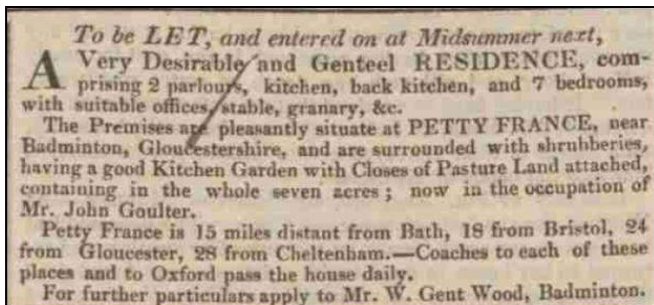 To be LET, and entered on at Midsummer next,
A Very Desirable and Genteel RESIDENCE, com-
prising 2 parlours, kitchen, back kitchen, and 7 bedrooms,
with suitable offices, stable, granary, &c.
The Premises are pleasantly situate at PETTY FRANCE, near
Badminton, Gloucestershire, and are surrounded with shrubberies,
having a good Kitchen Garden with Closes of Pasture Land attached,
containing in the whole seven acres; now in the occupation of
Mr. John Goulter.
Petty France is 15 miles distant from Bath, 18 from Bristol, 24
from Gloucester, 28 from Cheltenham.—Coaches to each of these
places and to Oxford pass the house daily.
For further particulars apply to Mr. W. Gent Wood, Badminton.